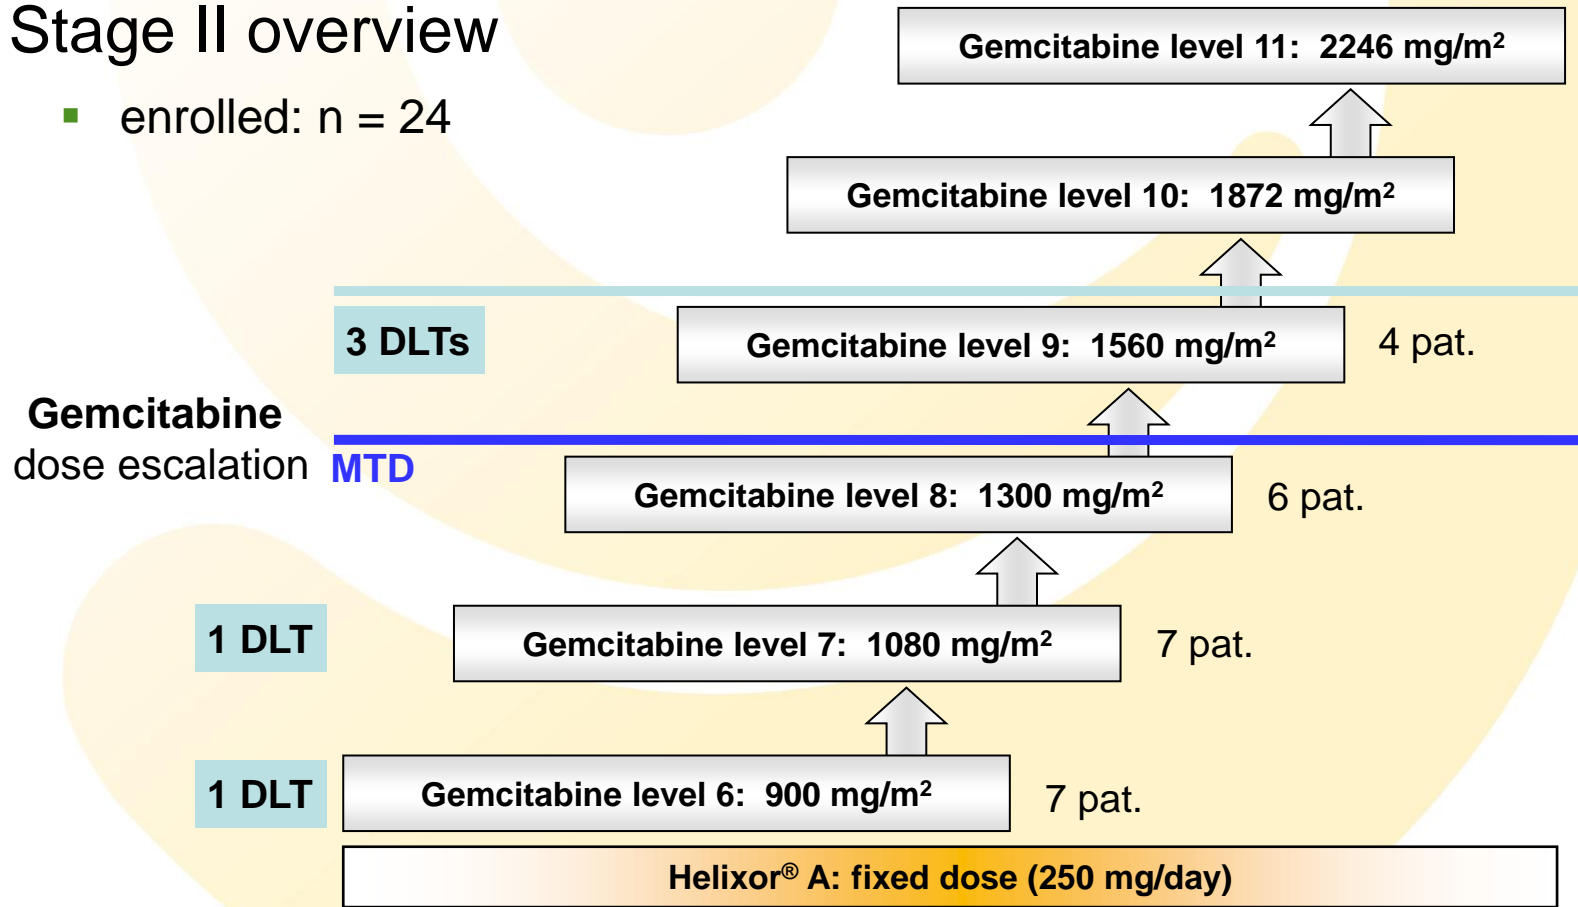 Stage II overview
▪ enrolled: n = 24
Gemcitabine level 11: 2246 mg/m²
Gemcitabine level 10: 1872 mg/m²
3 DLTs
Gemcitabine level 9: 1560 mg/m²
4 pat.
Gemcitabine
dose escalation
MTD
Gemcitabine level 8: 1300 mg/m²
6 pat.
1 DLT
Gemcitabine level 7: 1080 mg/m²
7 pat.
1 DLT
Gemcitabine level 6: 900 mg/m²
7 pat.
Helixor® A: fixed dose (250 mg/day)